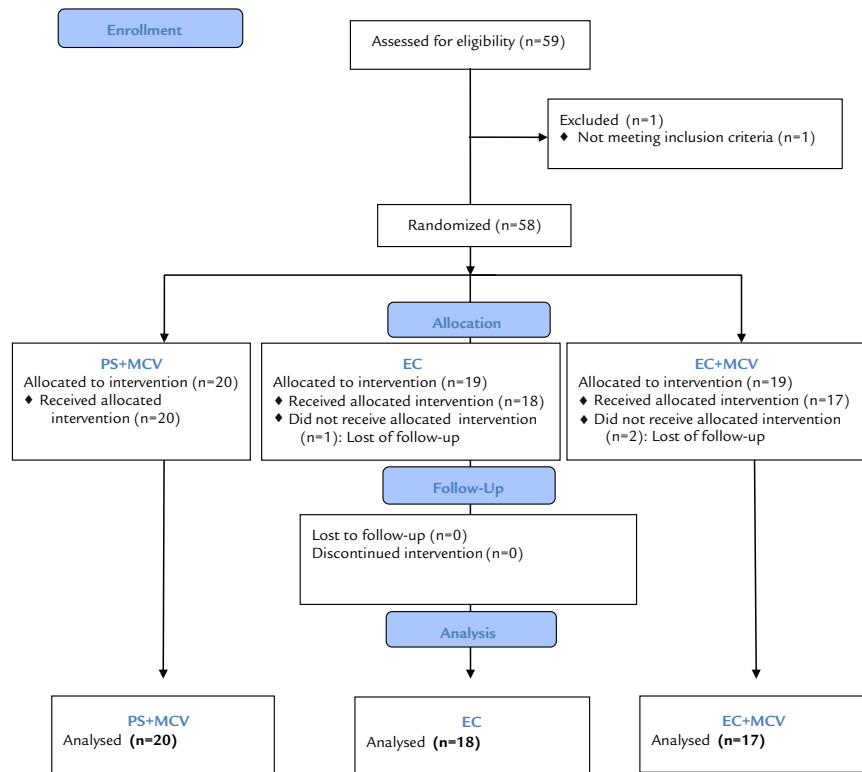 Enrollment
Assessed for eligibility (n=59)
Excluded (n=1)
♦ Not meeting inclusion criteria (n=1)
Randomized (n=58)
Allocation
PS+MCV
Allocated to intervention (n=20)
♦ Received allocated
intervention (n=20)
EC
Allocated to intervention (n=19)
♦ Received allocated intervention (n=18)
♦ Did not receive allocated intervention
(n=1): Lost of follow-up
EC+MCV
Allocated to intervention (n=19)
♦ Received allocated intervention (n=17)
♦ Did not receive allocated intervention
(n=2): Lost of follow-up
Follow-Up
Lost to follow-up (n=0)
Discontinued intervention (n=0)
Analysis
PS+MCV
Analysed (n=20)
EC
Analysed (n=18)
EC+MCV
Analysed (n=17)